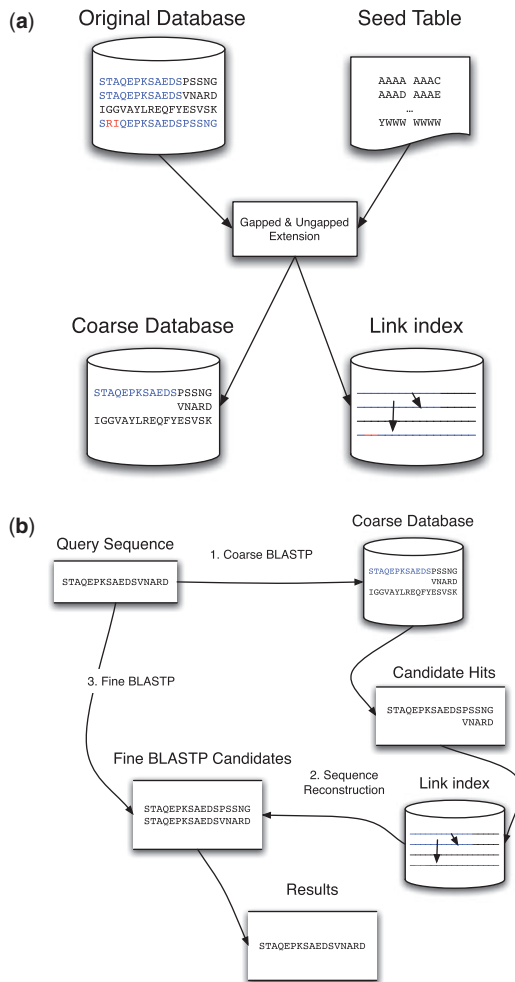 (a)
Original Database
Seed Table
STAQEPKSAEDSPSSNG
STAQEPKSAEDSVNARD
IGGVAYLREQFYESVSK
SRIQEPKSAEDSPSSNG
AAAA AAAC
AAAD AAAE
...
YWWW WWWW
Gapped & Ungapped
Extension
Coarse Database
Link index
STAQEPKSAEDSPSSNG
VNARD
IGGVAYLREQFYESVSK
(b)
Coarse Database
Query Sequence
1. Coarse BLASTP
STAQEPKSAEDSVNARD
STAQEPKSAEDSPSSNG
VNARD
IGGVAYLREQFYESVSK
3. Fine BLASTP
Candidate Hits
STAQEPKSAEDSPSSNG
VNARD
Fine BLASTP Candidates
2. Sequence
Reconstruction
Link index
STAQEPKSAEDSPSSNG
STAQEPKSAEDSVNARD
Results
STAQEPKSAEDSVNARD